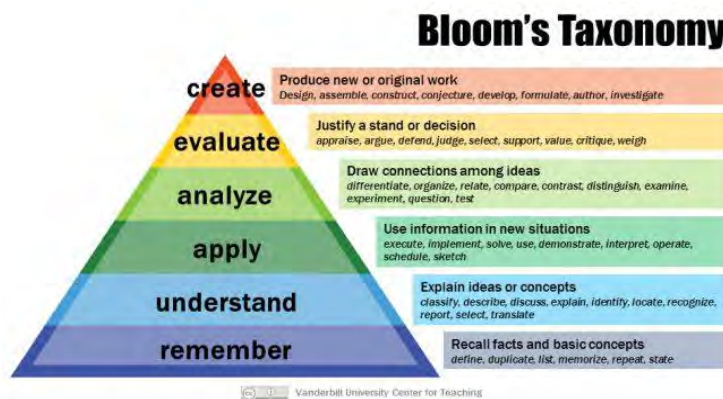 Bloom's Taxonomy
create
Produce new or original work
Design, assemble, construct, conjecture, develop, formulate, author, investigate
evaluate
Justify a stand or decision
appraise, argue, defend, judge, select, support, value, critique, weigh
analyze
Draw connections among ideas
differentiate, organize, relate, compare, contrast, distinguish, examine,
experiment, question, test
apply
Use information in new situations
execute, implement, solve, use, demonstrate, interpret, operate,
schedule, sketch
understand
Explain ideas or concepts
classify, describe, discuss, explain, identify, locate, recognize,
report, select, translate
remember
Recall facts and basic concepts
define, duplicate, list, memorize, repeat, state
cc
Vanderbilt University Center for Teaching